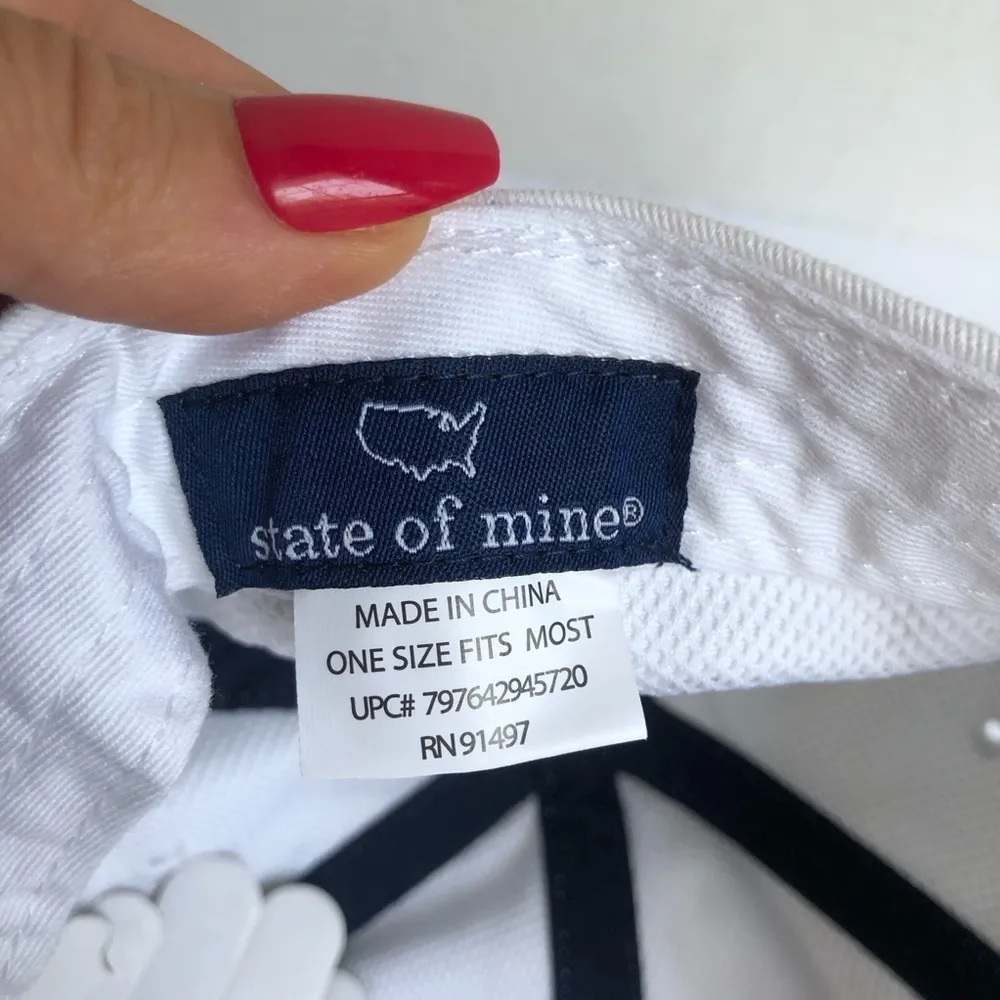 state of mine®
MADE IN CHINA
ONE SIZE FITS MOST
UPC# 797642945720
RN 91497